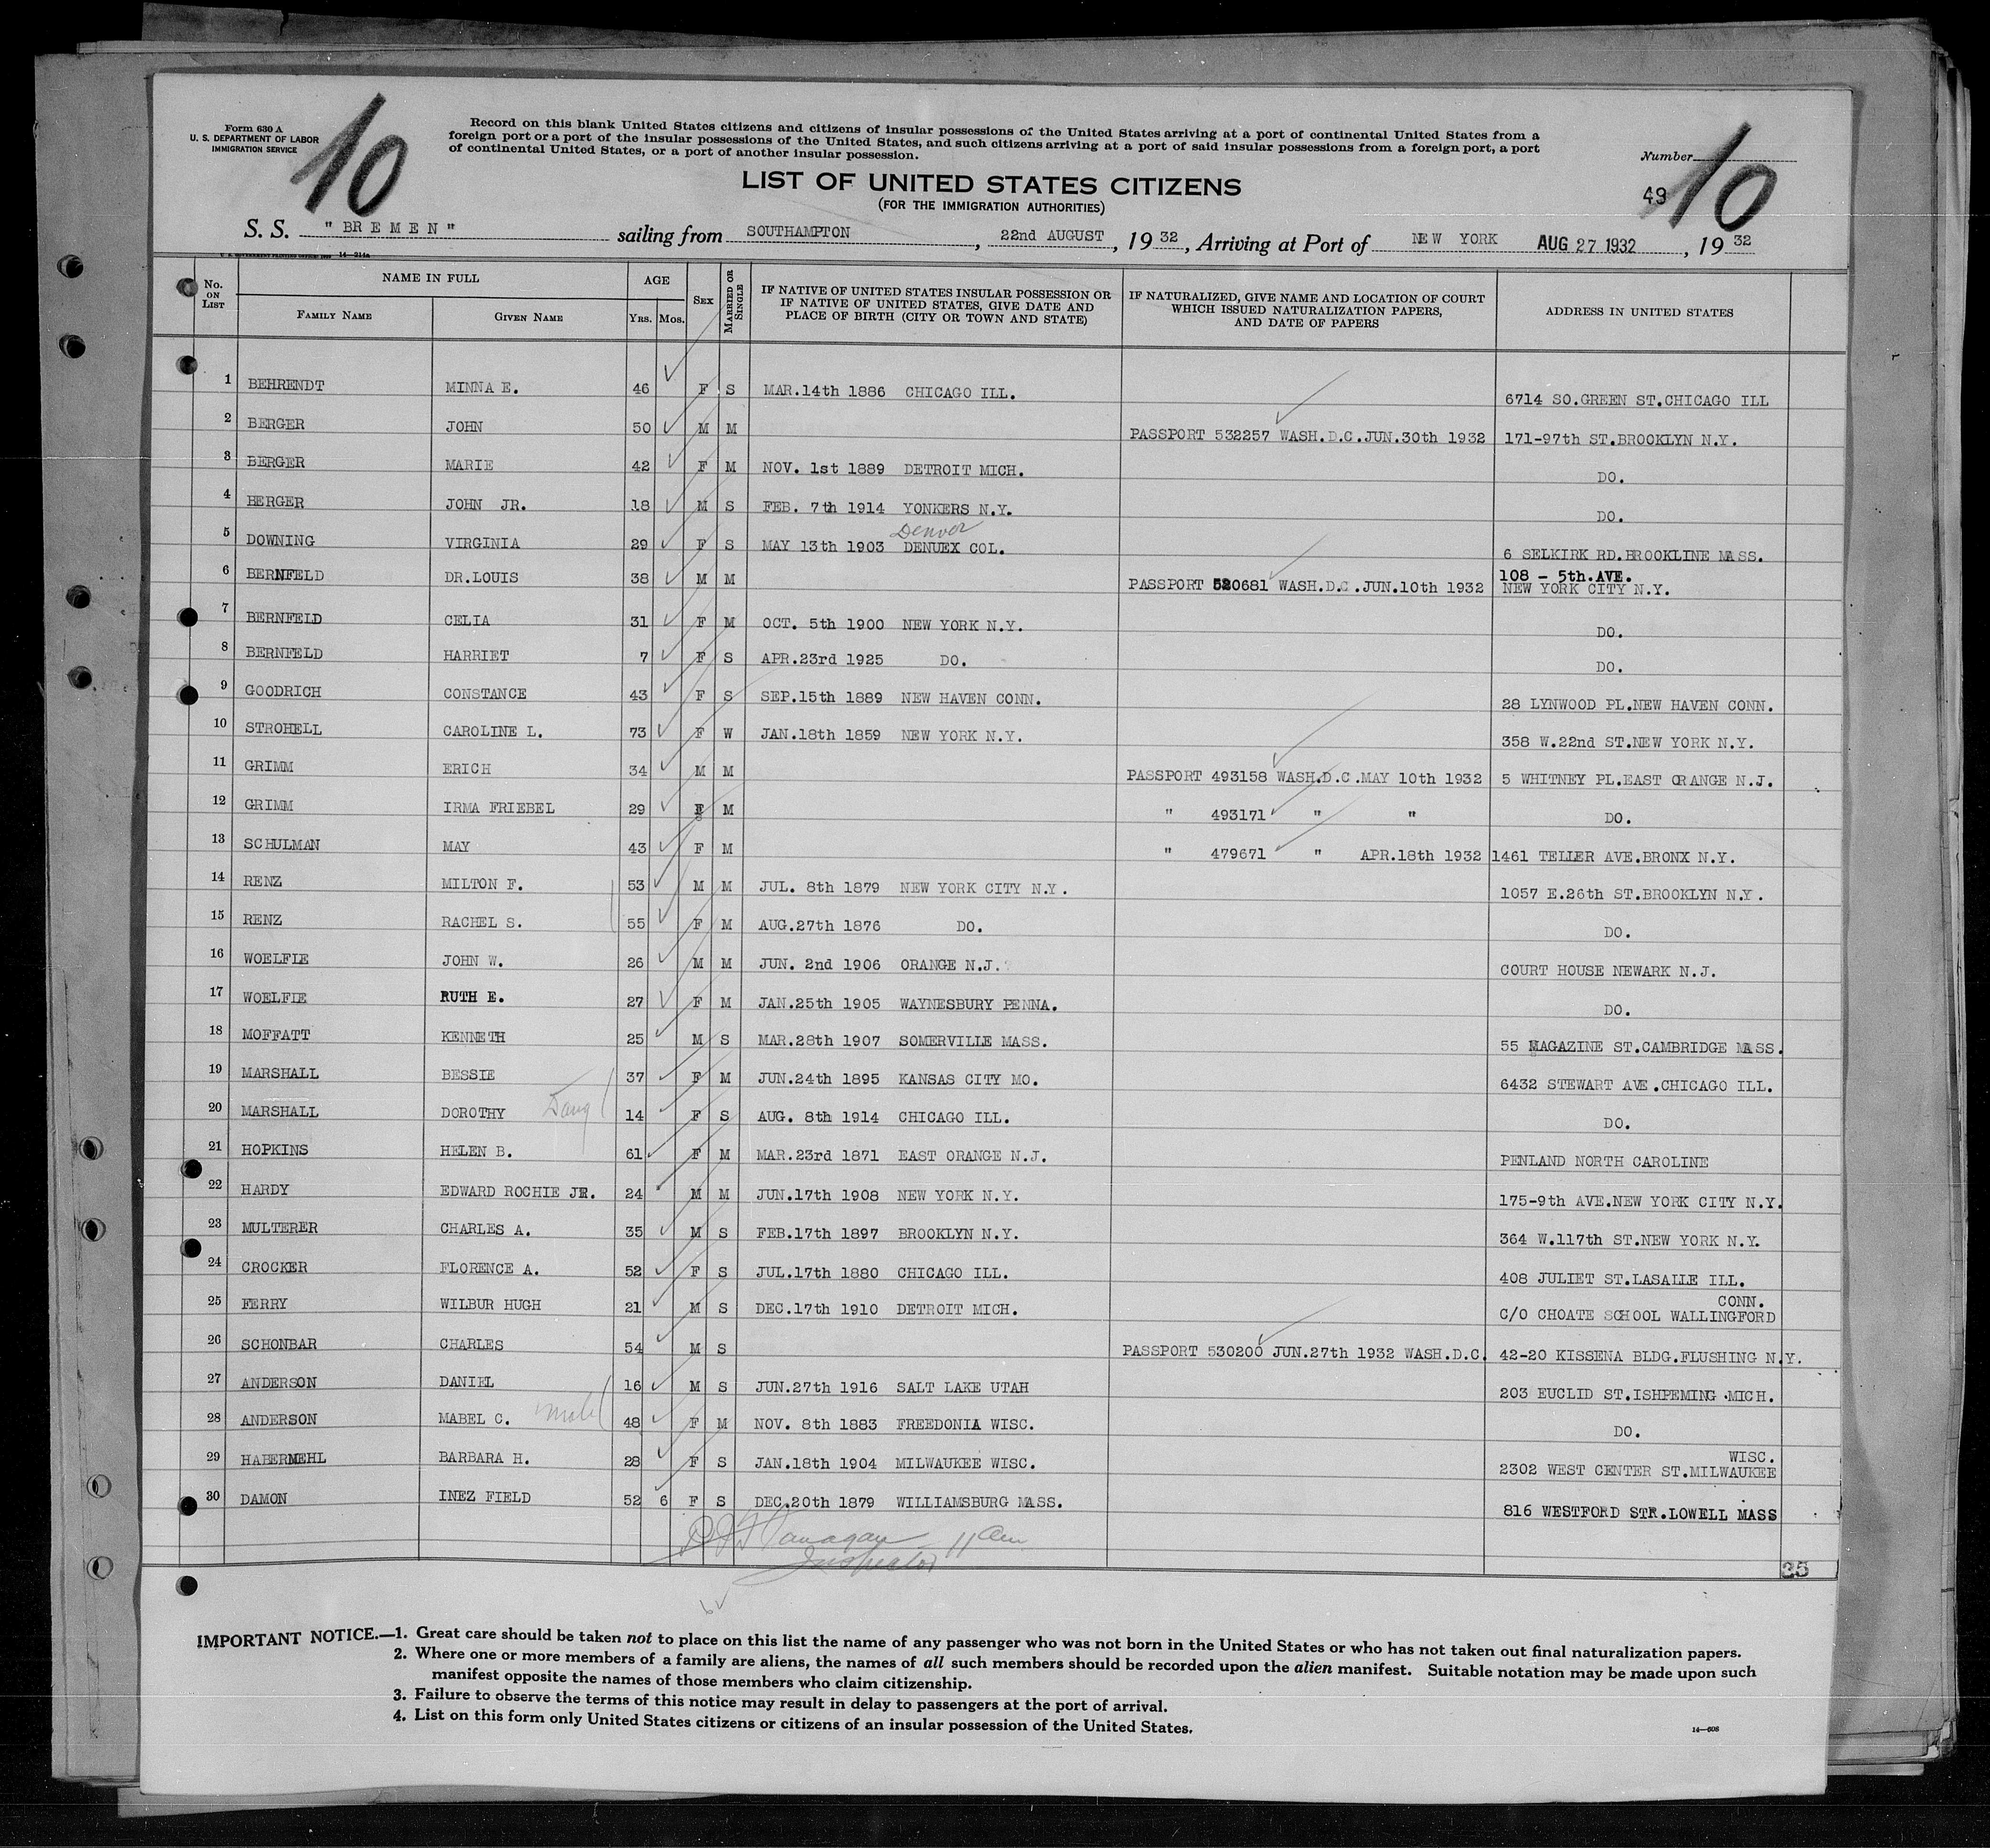 Form 630 A
U. S. DEPARTMENT OF LABOR
IMMIGRATION SERVICE
10
Record on this blank United States citizens and citizens of insular possessions of the United States arriving at a port of continental United States from a
foreign port or a port of the insular possessions of the United States, and such citizens arriving at a port of said insular possessions from a foreign port, a port
of continental United States, or a port of another insular possession.
LIST OF UNITED STATES CITIZENS
(FOR THE IMMIGRATION AUTHORITIES)
Number
49 10
S. S. "BREMEN" sailing from SOUTHAMPTON, 22nd AUGUST, 19 32, Arriving at Port of NEW YORK AUG 27 1932, 19 32
14—214a
No. ON LIST
NAME IN FULL
FAMILY NAME
GIVEN NAME
AGE
Yrs. Mos.
SEX
MARRIED OR SINGLE
IF NATIVE OF UNITED STATES INSULAR POSSESSION OR
IF NATIVE OF UNITED STATES, GIVE DATE AND
PLACE OF BIRTH (CITY OR TOWN AND STATE)
IF NATURALIZED, GIVE NAME AND LOCATION OF COURT
WHICH ISSUED NATURALIZATION PAPERS,
AND DATE OF PAPERS
ADDRESS IN UNITED STATES
1 BEHRENDT MINNA E. 46 F S MAR.14th 1886 CHICAGO ILL. 6714 SO.GREEN ST.CHICAGO ILL
2 BERGER JOHN 50 M M PASSPORT 532257 WASH.D.C.JUN.30th 1932 171-97th ST.BROOKLYN N.Y.
3 BERGER MARIE 42 F M NOV. 1st 1889 DETROIT MICH. DO.
4 BERGER JOHN JR. 18 M S FEB. 7th 1914 YONKERS N.Y. DO.
Denver
5 DOWNING VIRGINIA 29 F S MAY 13th 1903 DENUEX COL. 6 SELKIRK RD.BROOKLINE MASS.
6 BERNFELD DR.LOUIS 38 M M PASSPORT 520681 WASH.D.C.JUN.10th 1932 108 - 5th.AVE.
NEW YORK CITY N.Y.
7 BERNFELD CELIA 31 F M OCT. 5th 1900 NEW YORK N.Y. DO.
8 BERNFELD HARRIET 7 F S APR.23rd 1925 DO. DO.
9 GOODRICH CONSTANCE 43 F S SEP.15th 1889 NEW HAVEN CONN. 28 LYNWOOD PL.NEW HAVEN CONN.
10 STROHELL CAROLINE L. 73 F W JAN.18th 1859 NEW YORK N.Y. 358 W.22nd ST.NEW YORK N.Y.
11 GRIMM ERICH 34 M M PASSPORT 493158 WASH.D.C.MAY 10th 1932 5 WHITNEY PL.EAST ORANGE N.J.
12 GRIMM IRMA FRIEBEL 29 F M " 493171 " " DO.
13 SCHULMAN MAY 43 F M " 479671 " APR.18th 1932 1461 TELLER AVE.BRONX N.Y.
14 RENZ MILTON F. 53 M M JUL. 8th 1879 NEW YORK CITY N.Y. 1057 E.26th ST.BROOKLYN N.Y.
15 RENZ RACHEL S. 55 F M AUG.27th 1876 DO. DO.
16 WOELFIE JOHN W. 26 M M JUN. 2nd 1906 ORANGE N.J. COURT HOUSE NEWARK N.J.
17 WOELFIE RUTH E. 27 F M JAN.25th 1905 WAYNESBURY PENNA. DO.
18 MOFFATT KENNETH 25 M S MAR.28th 1907 SOMERVILLE MASS. 55 MAGAZINE ST.CAMBRIDGE MASS.
19 MARSHALL BESSIE 37 F M JUN.24th 1895 KANSAS CITY MO. 6432 STEWART AVE.CHICAGO ILL.
20 MARSHALL DOROTHY Daug 14 F S AUG. 8th 1914 CHICAGO ILL. DO.
21 HOPKINS HELEN B. 61 F M MAR.23rd 1871 EAST ORANGE N.J. PENLAND NORTH CAROLINE
22 HARDY EDWARD ROCHIE JR. 24 M M JUN.17th 1908 NEW YORK N.Y. 175-9th AVE.NEW YORK CITY N.Y.
23 MULTERER CHARLES A. 35 M S FEB.17th 1897 BROOKLYN N.Y. 364 W.117th ST.NEW YORK N.Y.
24 CROCKER FLORENCE A. 52 F S JUL.17th 1880 CHICAGO ILL. 408 JULIET ST.LASALLE ILL.
CONN.
25 FERRY WILBUR HUGH 21 M S DEC.17th 1910 DETROIT MICH. C/O CHOATE SCHOOL WALLINGFORD
26 SCHONBAR CHARLES 54 M S PASSPORT 530200 JUN.27th 1932 WASH.D.C. 42-20 KISSENA BLDG.FLUSHING N.Y.
27 ANDERSON DANIEL 16 M S JUN.27th 1916 SALT LAKE UTAH 203 EUCLID ST.ISHPEMING MICH.
28 ANDERSON MABEL C. 48 F M NOV. 8th 1883 FREEDONIA WISC. DO.
WISC.
29 HABERMEHL BARBARA H. 28 F S JAN.18th 1904 MILWAUKEE WISC. 2302 WEST CENTER ST.MILWAUKEE
30 DAMON INEZ FIELD 52 6 F S DEC.20th 1879 WILLIAMSBURG MASS. 816 WESTFORD STR.LOWELL MASS
Flanagan 11 am
Inspector
35
IMPORTANT NOTICE.—1. Great care should be taken not to place on this list the name of any passenger who was not born in the United States or who has not taken out final naturalization papers.
2. Where one or more members of a family are aliens, the names of all such members should be recorded upon the alien manifest. Suitable notation may be made upon such
manifest opposite the names of those members who claim citizenship.
3. Failure to observe the terms of this notice may result in delay to passengers at the port of arrival.
4. List on this form only United States citizens or citizens of an insular possession of the United States.
14—608